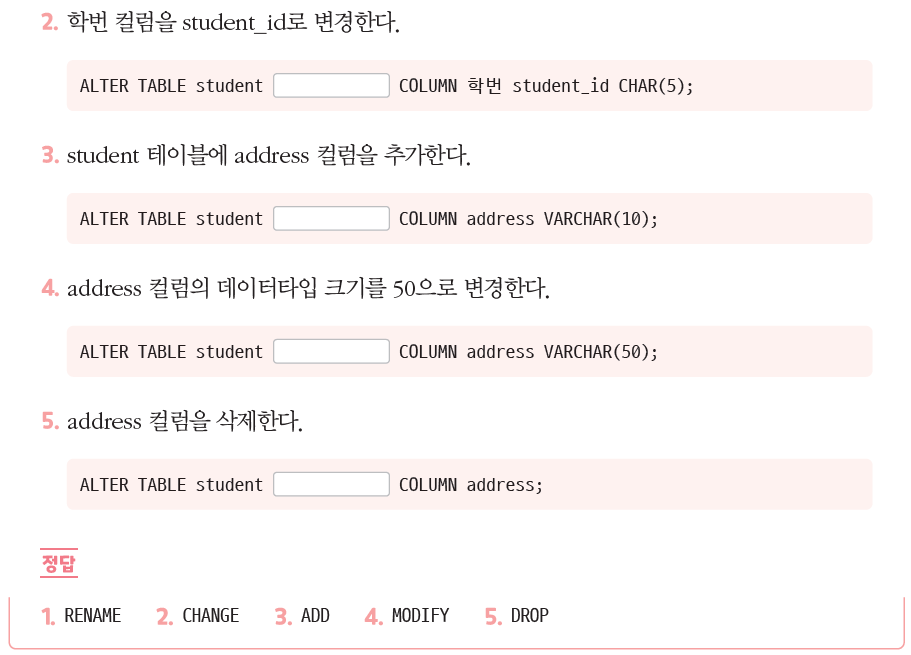 2. 학번 컬럼을 student_id로 변경한다.
ALTER TABLE student COLUMN 학번 student_id CHAR(5);
3. student 테이블에 address 컬럼을 추가한다.
ALTER TABLE student COLUMN address VARCHAR(10);
4. address 컬럼의 데이터타입 크기를 50으로 변경한다.
ALTER TABLE student COLUMN address VARCHAR(50);
5. address 컬럼을 삭제한다.
ALTER TABLE student COLUMN address;
정답
1. RENAME 2. CHANGE 3. ADD 4. MODIFY 5. DROP